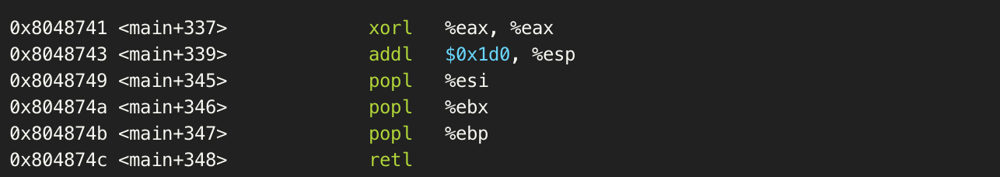 0x8048741 <main+337> xorl %eax, %eax
0x8048743 <main+339> addl $0x1d0, %esp
0x8048749 <main+345> popl %esi
0x804874a <main+346> popl %ebx
0x804874b <main+347> popl %ebp
0x804874c <main+348> retl